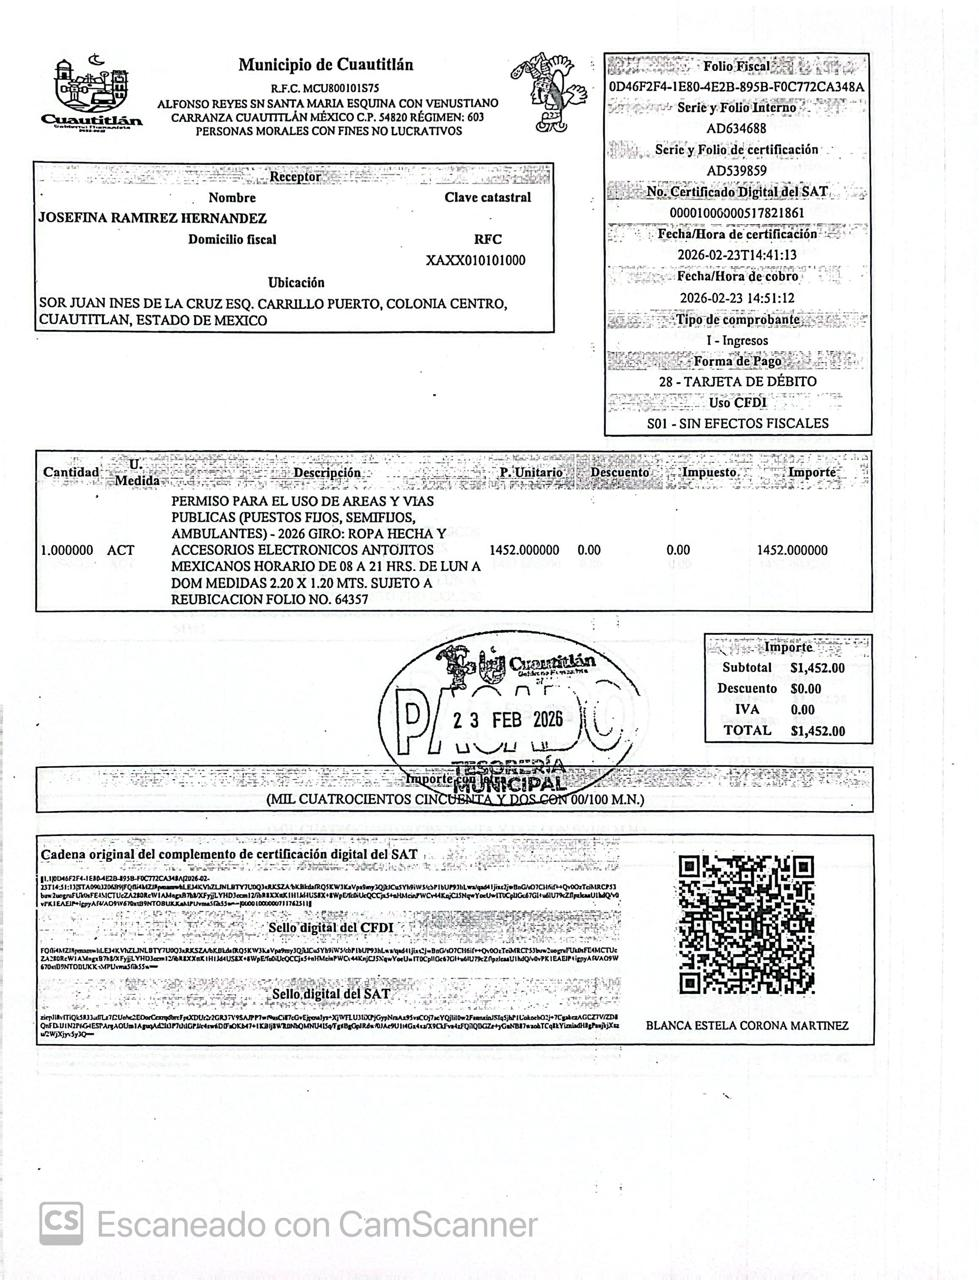 Municipio de Cuautitlán
R.F.C. MCU800101S75
ALFONSO REYES SN SANTA MARIA ESQUINA CON VENUSTIANO
CARRANZA CUAUTITLÁN MÉXICO C.P. 54820 RÉGIMEN: 603
PERSONAS MORALES CON FINES NO LUCRATIVOS
Cuautitlán
Folio Fiscal
0D46F2F4-1E80-4E2B-895B-F0C772CA348A
Serie y Folio Interno
AD634688
Serie y Folio de certificación
AD539859
No. Certificado Digital del SAT
00001000000517821861
Fecha/Hora de certificación
2026-02-23T14:41:13
Fecha/Hora de cobro
2026-02-23 14:51:12
Tipo de comprobante
I - Ingresos
Forma de Pago
28 - TARJETA DE DÉBITO
Uso CFDI
S01 - SIN EFECTOS FISCALES
Receptor
Nombre Clave catastral
JOSEFINA RAMIREZ HERNANDEZ
Domicilio fiscal RFC
XAXX010101000
Ubicación
SOR JUAN INES DE LA CRUZ ESQ. CARRILLO PUERTO, COLONIA CENTRO,
CUAUTITLAN, ESTADO DE MEXICO
Cantidad U. Medida Descripción P. Unitario Descuento Impuesto Importe
PERMISO PARA EL USO DE AREAS Y VIAS
PUBLICAS (PUESTOS FIJOS, SEMIFIJOS,
AMBULANTES) - 2026 GIRO: ROPA HECHA Y
1.000000 ACT ACCESORIOS ELECTRONICOS ANTOJITOS 1452.000000 0.00 0.00 1452.000000
MEXICANOS HORARIO DE 08 A 21 HRS. DE LUN A
DOM MEDIDAS 2.20 X 1.20 MTS. SUJETO A
REUBICACION FOLIO NO. 64357
Importe
Subtotal $1,452.00
Descuento $0.00
IVA 0.00
TOTAL $1,452.00
Cuautitlán
PAGADO
23 FEB 2026
TESORERÍA
MUNICIPAL
Importe con letra
(MIL CUATROCIENTOS CINCUENTA Y DOS CON 00/100 M.N.)
Cadena original del complemento de certificación digital del SAT
Sello digital del CFDI
Sello digital del SAT
BLANCA ESTELA CORONA MARTINEZ
CS Escaneado con CamScanner